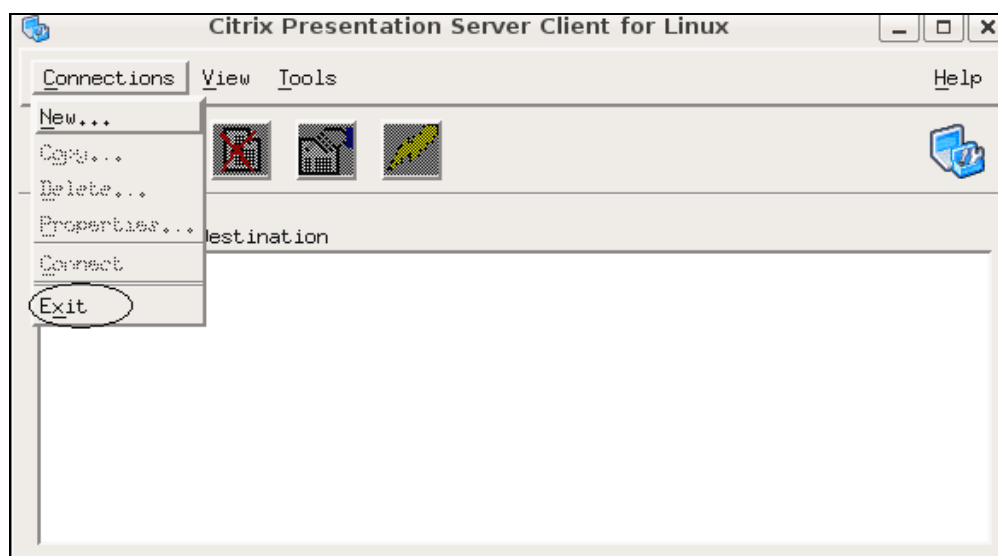 Citrix Presentation Server Client for Linux
Connections View Tools Help
New...
Copy...
Delete...
Properties...
estination
Connect
Exit